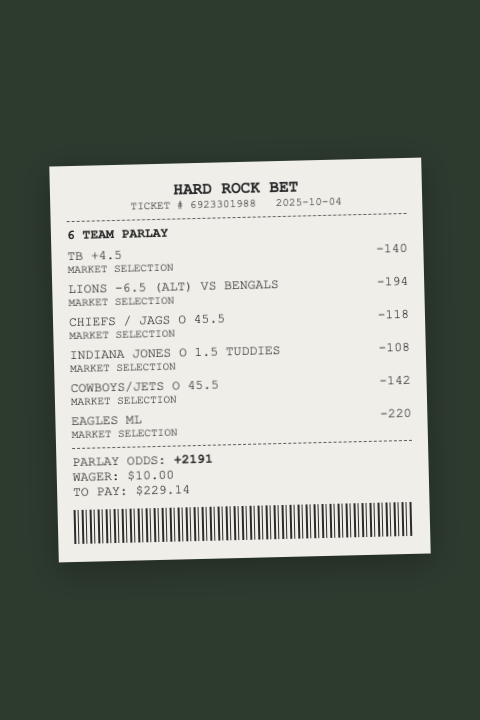 HARD ROCK BET
TICKET # 6923301988 2025-10-04
6 TEAM PARLAY
TB +4.5 -140
MARKET SELECTION
LIONS -6.5 (ALT) VS BENGALS -194
MARKET SELECTION
CHIEFS / JAGS O 45.5 -118
MARKET SELECTION
INDIANA JONES O 1.5 TUDDIES -108
MARKET SELECTION
COWBOYS/JETS O 45.5 -142
MARKET SELECTION
EAGLES ML -220
MARKET SELECTION
PARLAY ODDS: +2191
WAGER: $10.00
TO PAY: $229.14